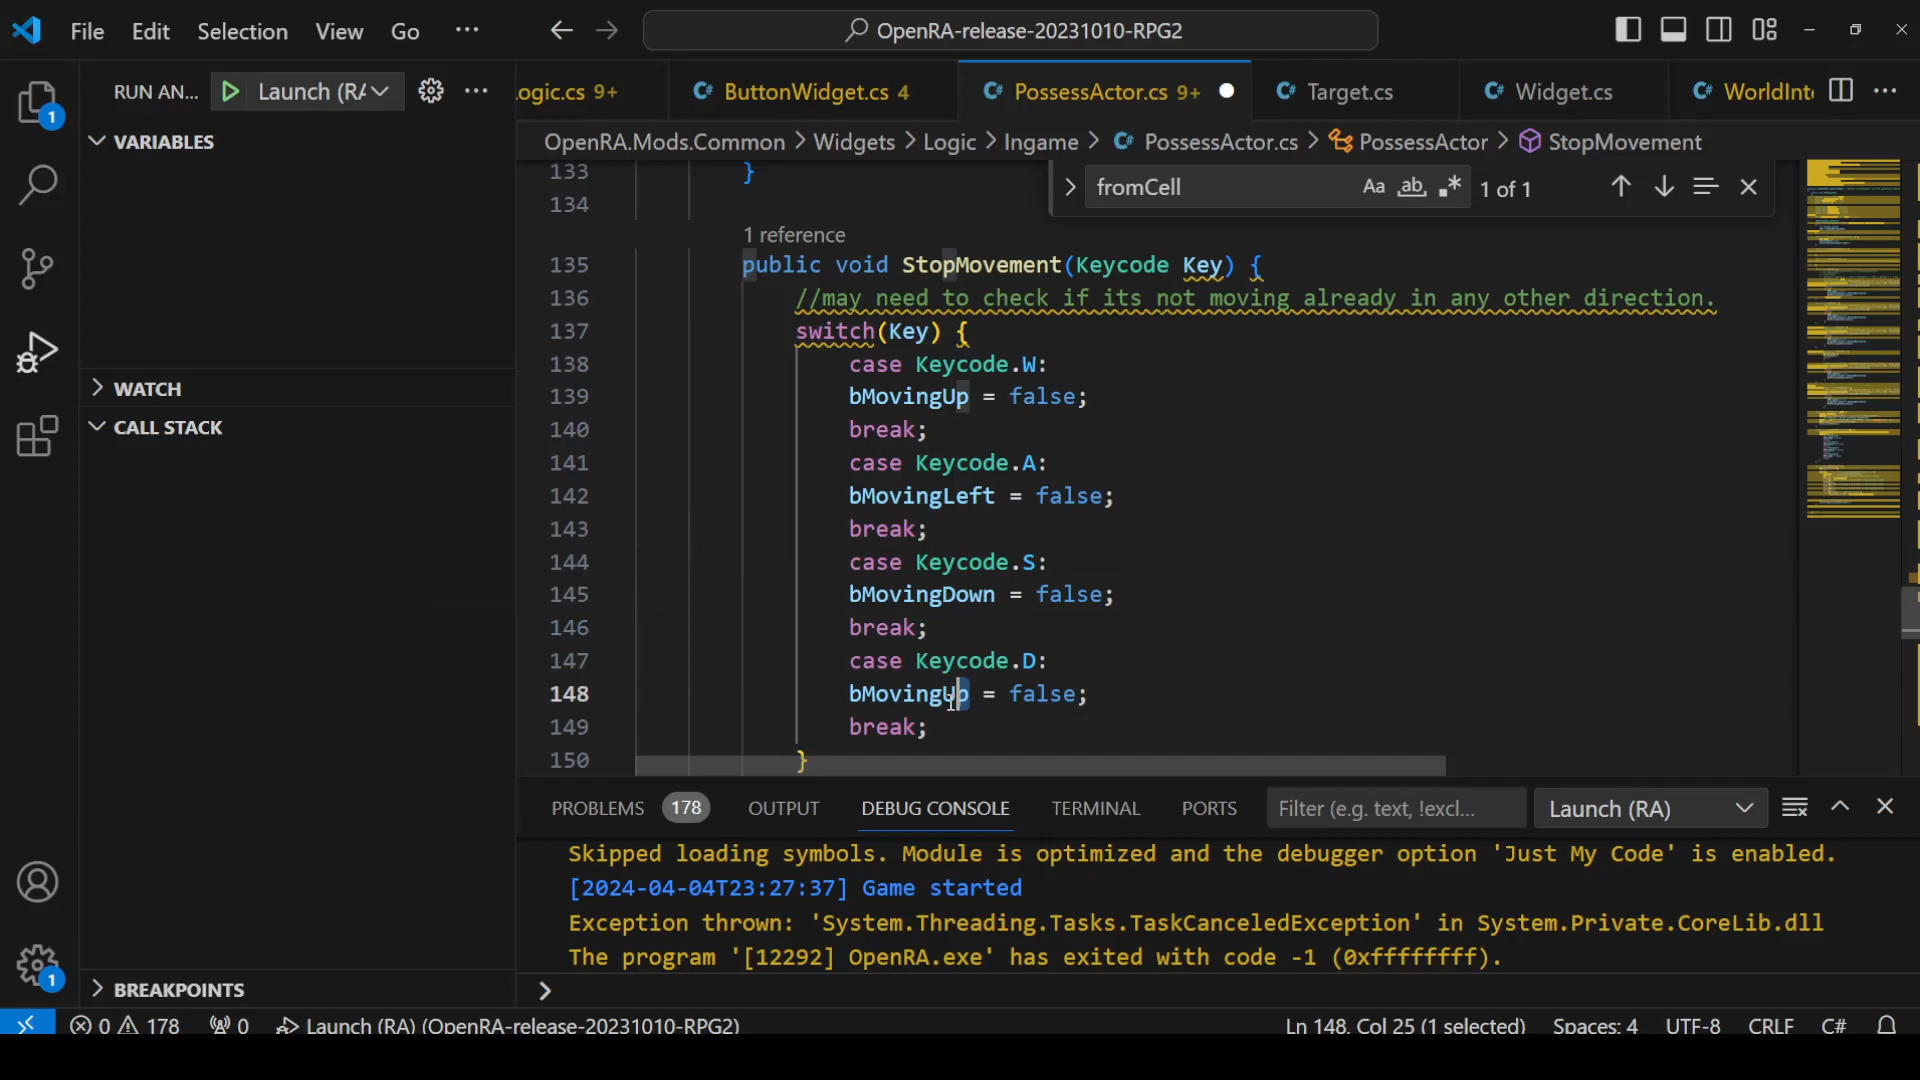 File Edit Selection View Go ··· OpenRA-release-20231010-RPG2
RUN AN... Launch (RA ···
.ogic.cs 9+ C# ButtonWidget.cs 4 C# PossessActor.cs 9+ C# Target.cs C# Widget.cs C# WorldInt ···
VARIABLES
WATCH
CALL STACK
BREAKPOINTS
OpenRA.Mods.Common > Widgets > Logic > Ingame > C# PossessActor.cs > PossessActor > StopMovement
fromCell Aa ab .* 1 of 1
133 }
134
1 reference
135 public void StopMovement(Keycode Key) {
136 //may need to check if its not moving already in any other direction.
137 switch(Key) {
138 case Keycode.W:
139 bMovingUp = false;
140 break;
141 case Keycode.A:
142 bMovingLeft = false;
143 break;
144 case Keycode.S:
145 bMovingDown = false;
146 break;
147 case Keycode.D:
148 bMovingUp = false;
149 break;
150 }
PROBLEMS 178 OUTPUT DEBUG CONSOLE TERMINAL PORTS Filter (e.g. text, !excl... Launch (RA)
Skipped loading symbols. Module is optimized and the debugger option 'Just My Code' is enabled.
[2024-04-04T23:27:37] Game started
Exception thrown: 'System.Threading.Tasks.TaskCanceledException' in System.Private.CoreLib.dll
The program '[12292] OpenRA.exe' has exited with code -1 (0xffffffff).
>
1
1
0 178 0 Launch (RA) (OpenRA-release-20231010-RPG2) Ln 148, Col 25 (1 selected) Spaces: 4 UTF-8 CRLF C#